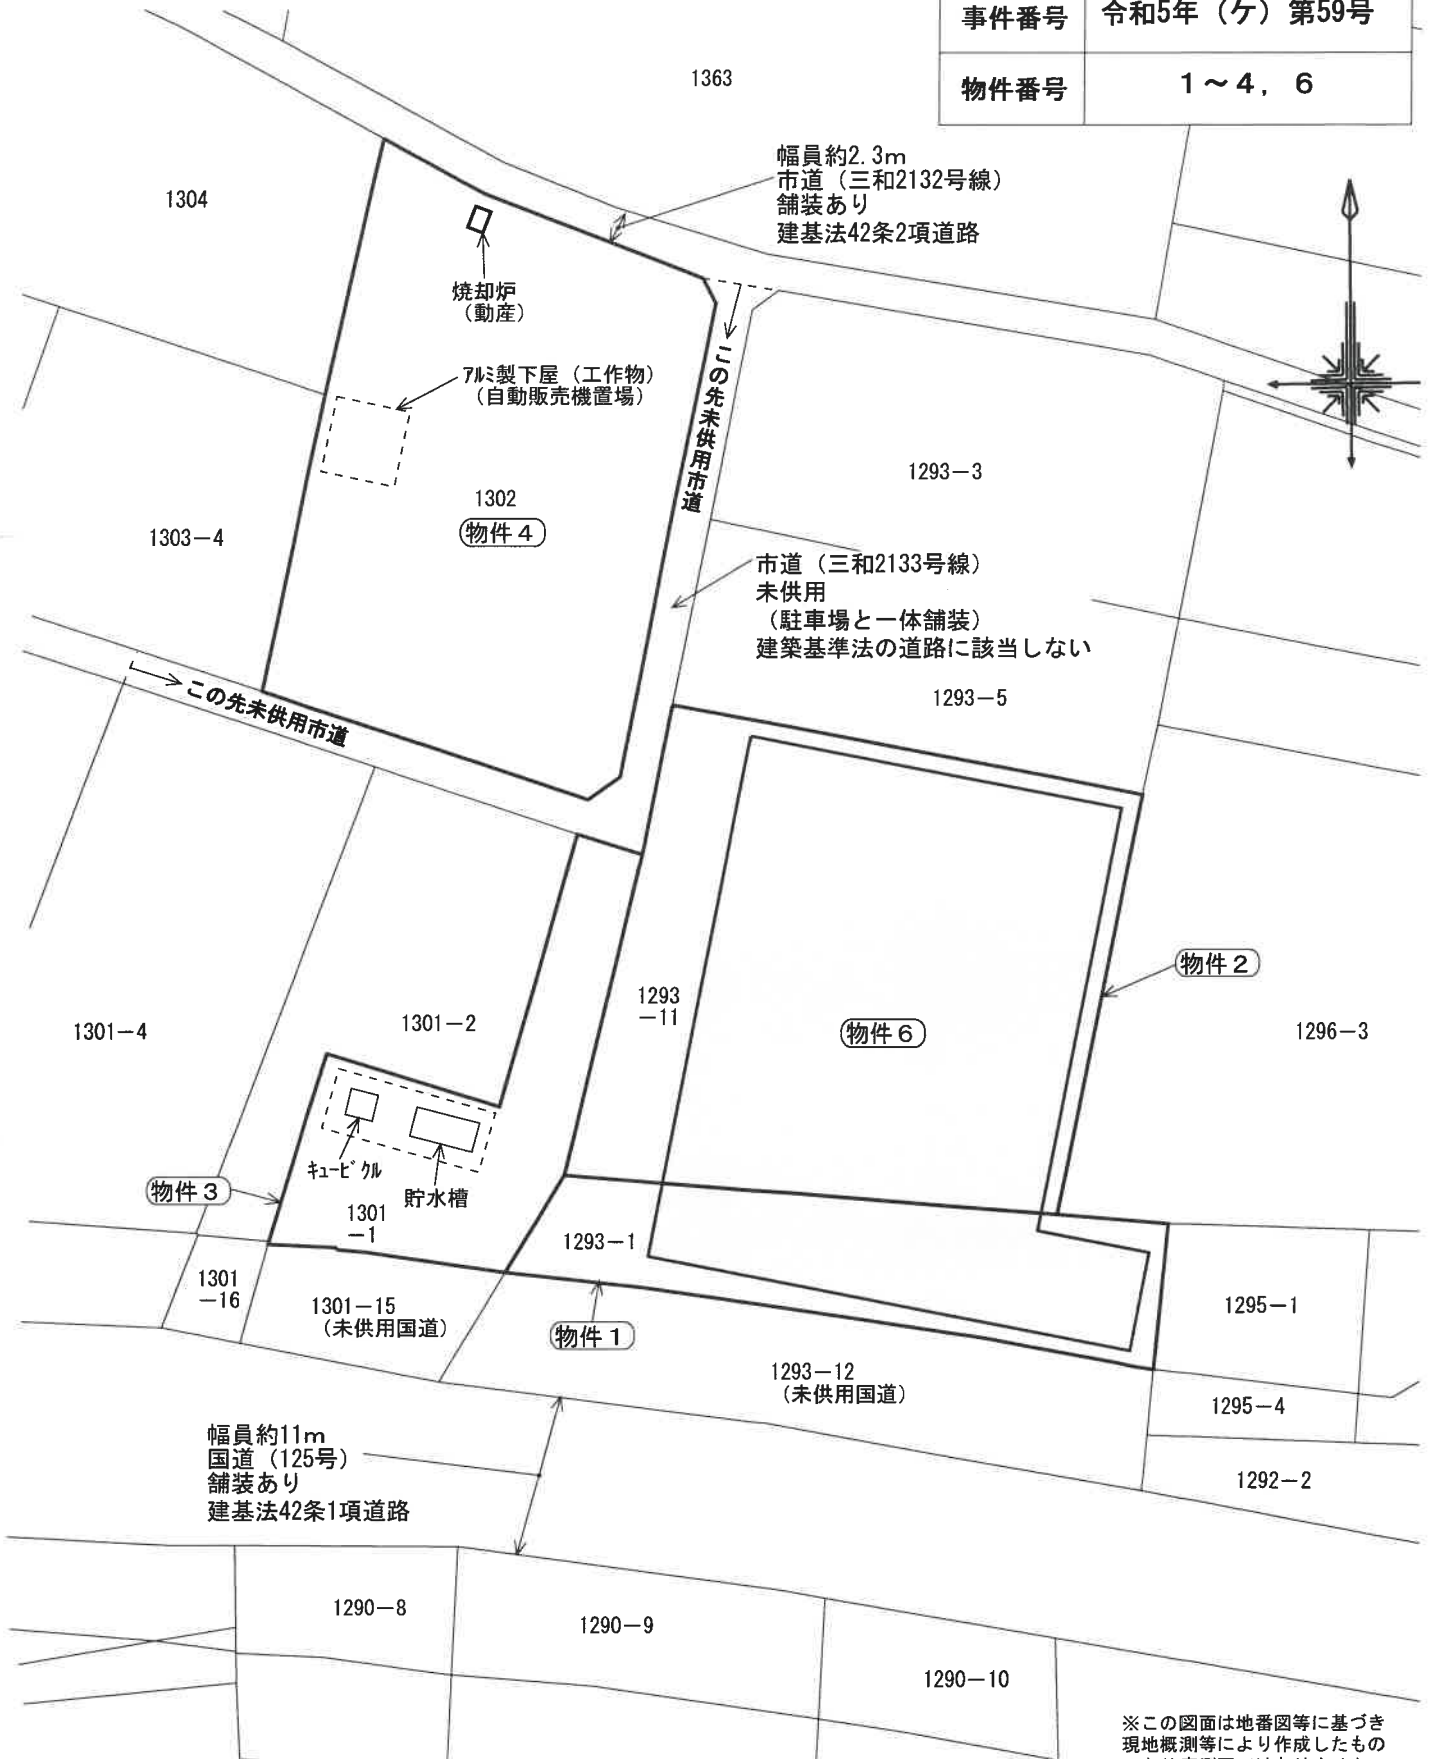 事件番号 令和5年（ケ）第59号
物件番号 1～4，6
1363
幅員約2.3m
市道（三和2132号線）
舗装あり
建基法42条2項道路
1304
焼却炉
（動産）
ｱﾙﾐ製下屋（工作物）
（自動販売機置場）
この先未供用市道
1293－3
1302
物件4
1303－4
市道（三和2133号線）
未供用
（駐車場と一体舗装）
建築基準法の道路に該当しない
この先未供用市道
1293－5
物件2
1293
－11
1301－4
1301－2
物件6
1296－3
ｷｭｰﾋﾞｸﾙ
貯水槽
物件3
1301
－1
1293－1
1301
－16
1301－15
（未供用国道）
物件1
1295－1
1293－12
（未供用国道）
1295－4
幅員約11m
国道（125号）
舗装あり
建基法42条1項道路
1292－2
1290－8
1290－9
1290－10
※この図面は地番図等に基づき
現地概測等により作成したもの